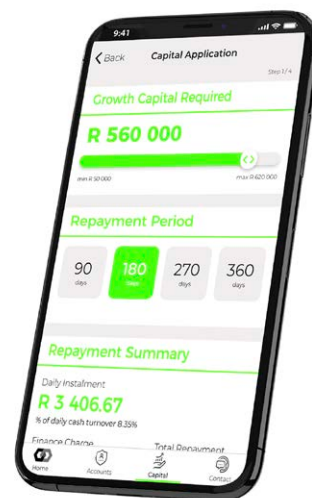 9:41
Back Capital Application
Step 1/4
Growth Capital Required
R 560 000
min R 50 000 max R 620 000
Repayment Period
90 180 270 360
days days days days
Repayment Summary
Daily Instalment
R 3 406.67
% of daily cash turnover 8.35%
Finance Charge Total Repayment
Home Accounts Capital Contact